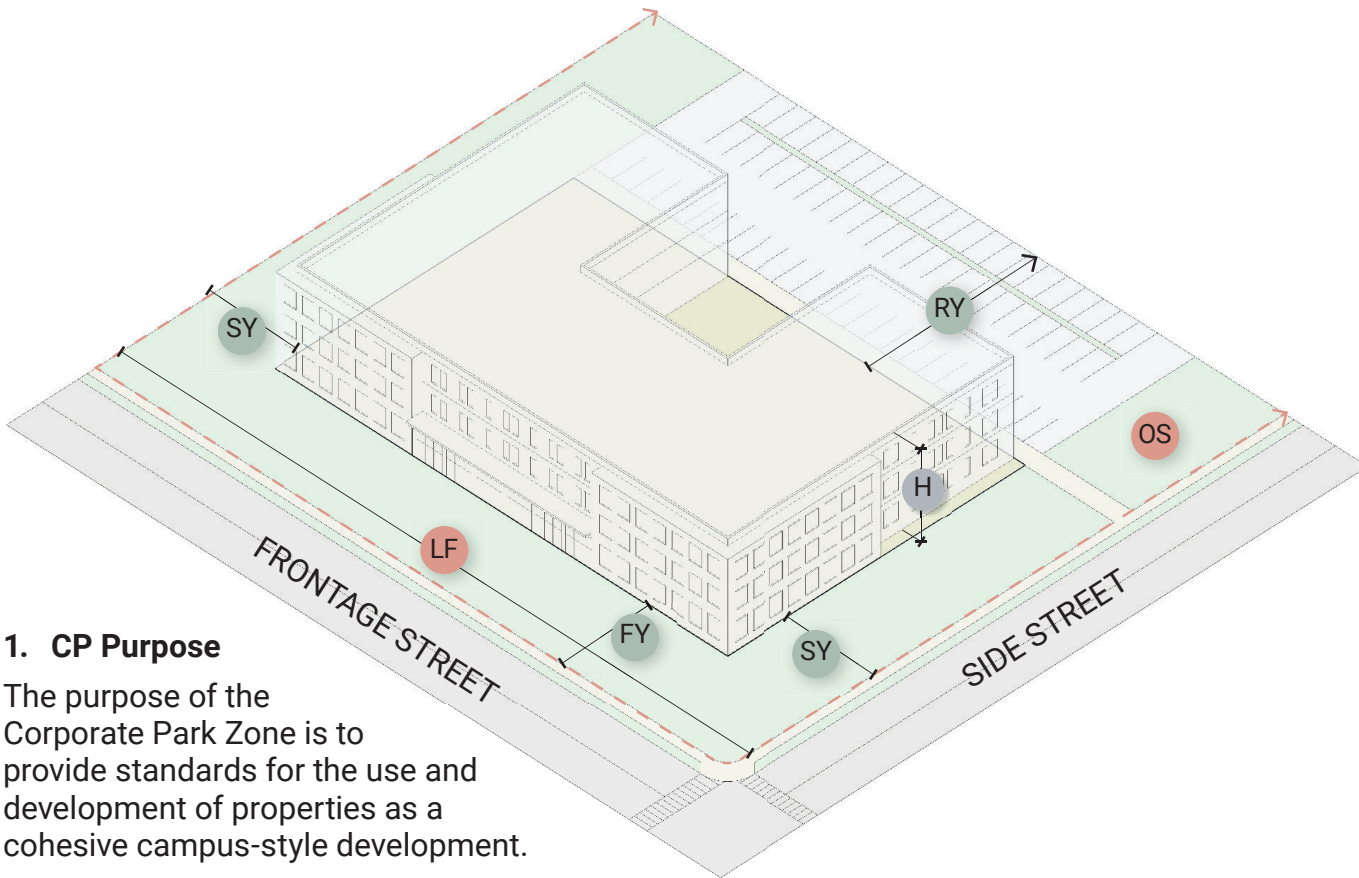 RY
SY
OS
H
LF
FRONTAGE STREET
FY
SY
SIDE STREET
1. CP Purpose
The purpose of the
Corporate Park Zone is to
provide standards for the use and
development of properties as a
cohesive campus-style development.